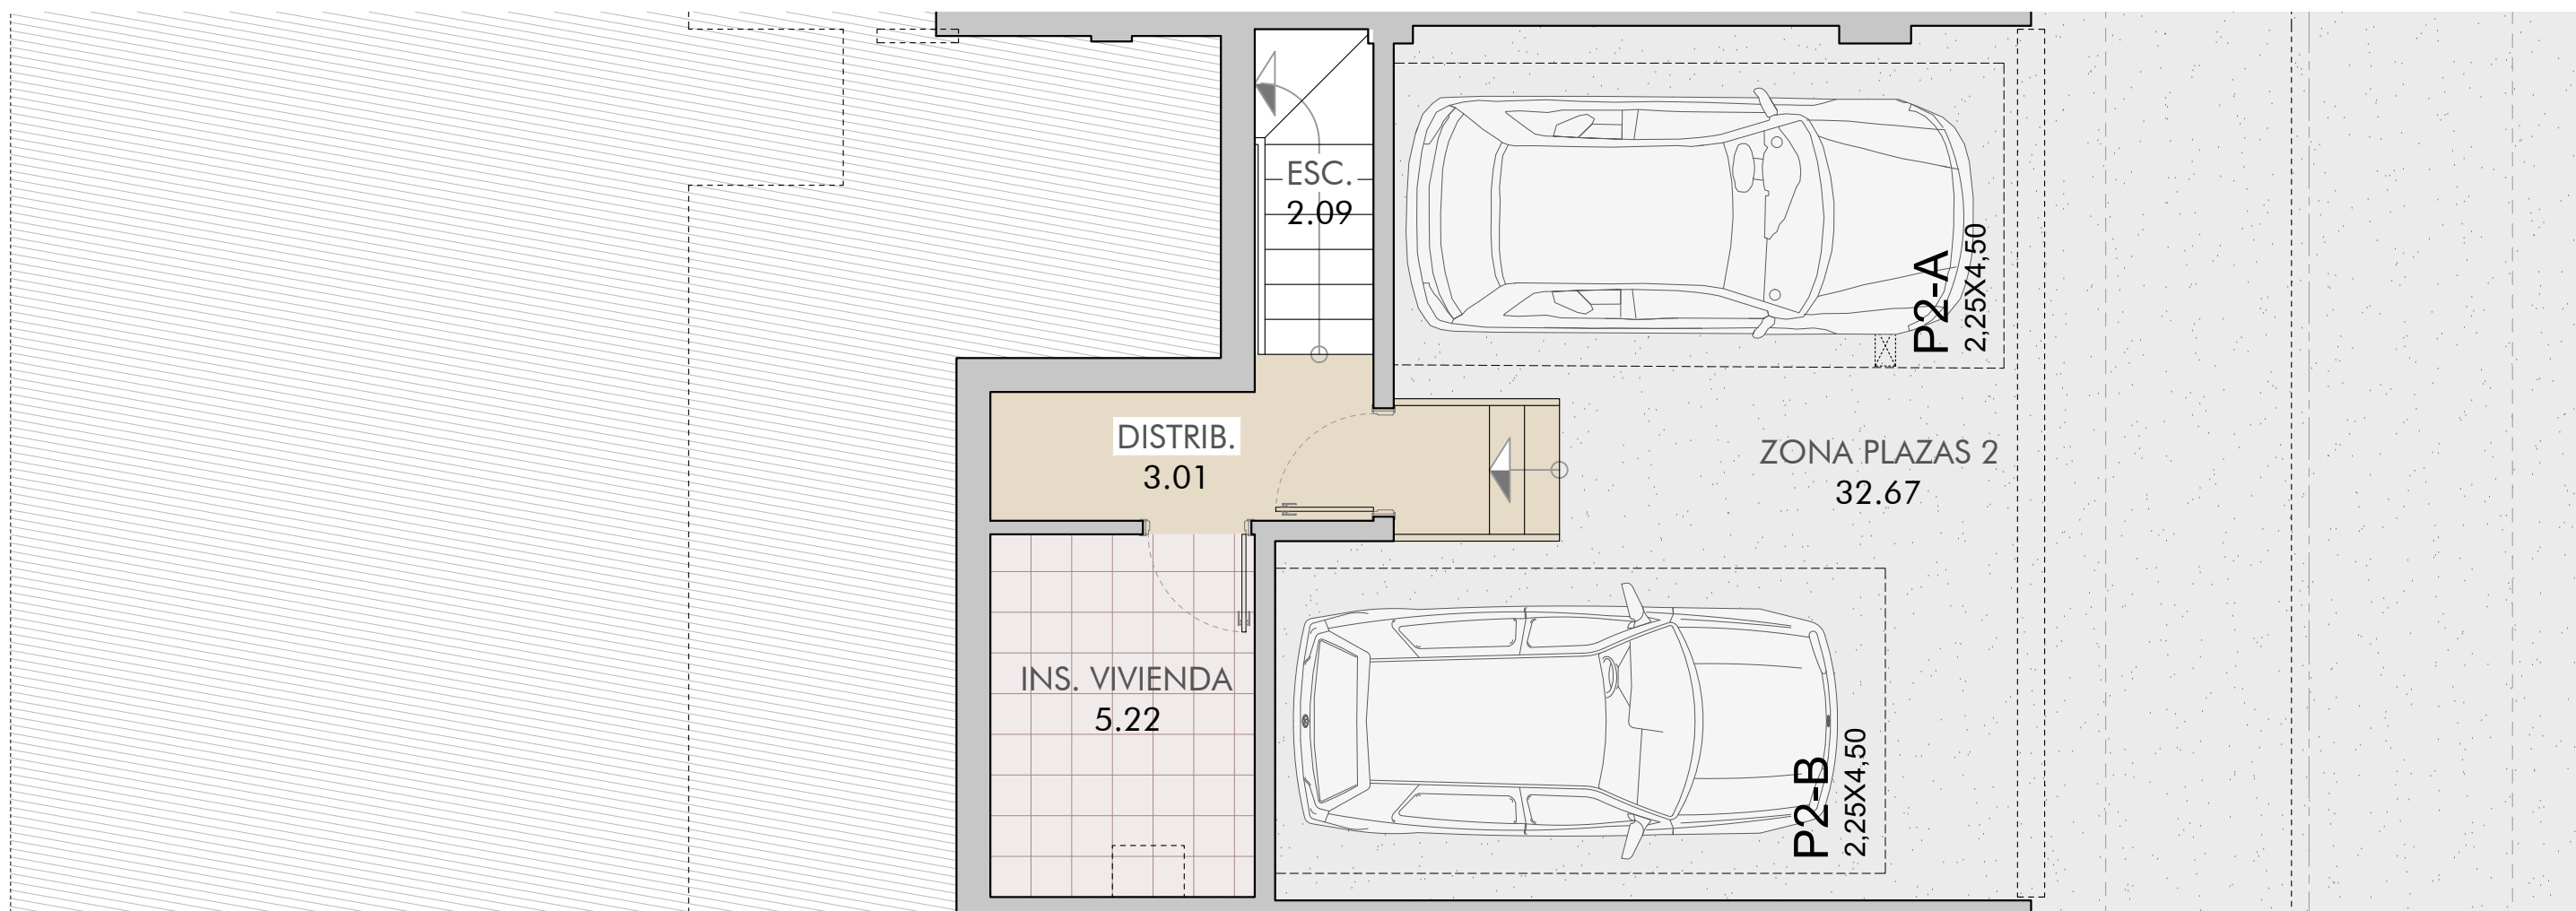 ESC.
2.09
P2-A
2,25X4,50
DISTRIB.
3.01
ZONA PLAZAS 2
32.67
INS. VIVIENDA
5.22
P2-B
2,25X4,50